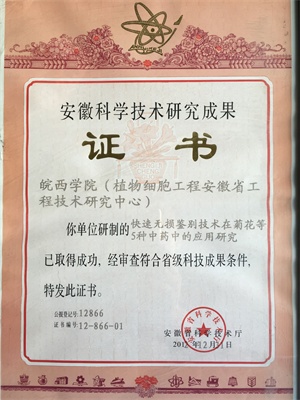 安徽科学技术研究成果
证书
皖西学院（植物细胞工程安徽省工
程技术研究中心）
你单位研制的快速无损鉴别技术在菊花等
5种中药中的应用研究
已取得成功，经审查符合省级科技成果条件，
特发此证书。
公报登记号：12866
证书编号：12-866-01
安徽省科学技术厅